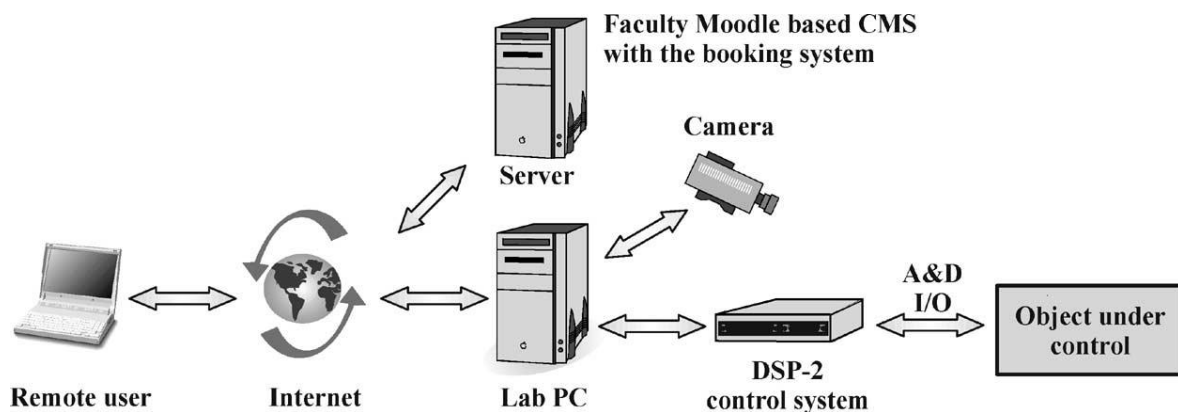 Faculty Moodle based CMS
with the booking system
Camera
Server
A&D
I/O
Object under
control
Remote user
Internet
Lab PC
DSP-2
control system